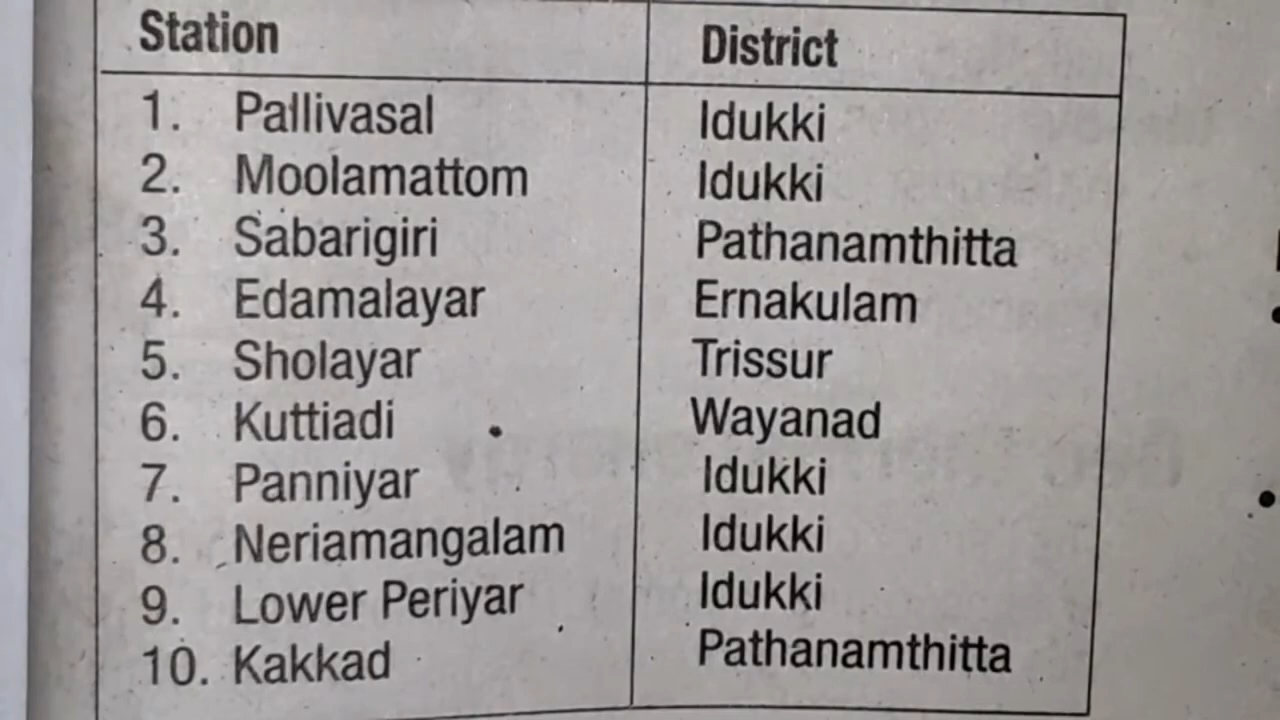 Station District
1. Pallivasal Idukki
2. Moolamattom Idukki
3. Sabarigiri Pathanamthitta
4. Edamalayar Ernakulam
5. Sholayar Trissur
6. Kuttiadi Wayanad
7. Panniyar Idukki
8. Neriamangalam Idukki
9. Lower Periyar Idukki
10. Kakkad Pathanamthitta